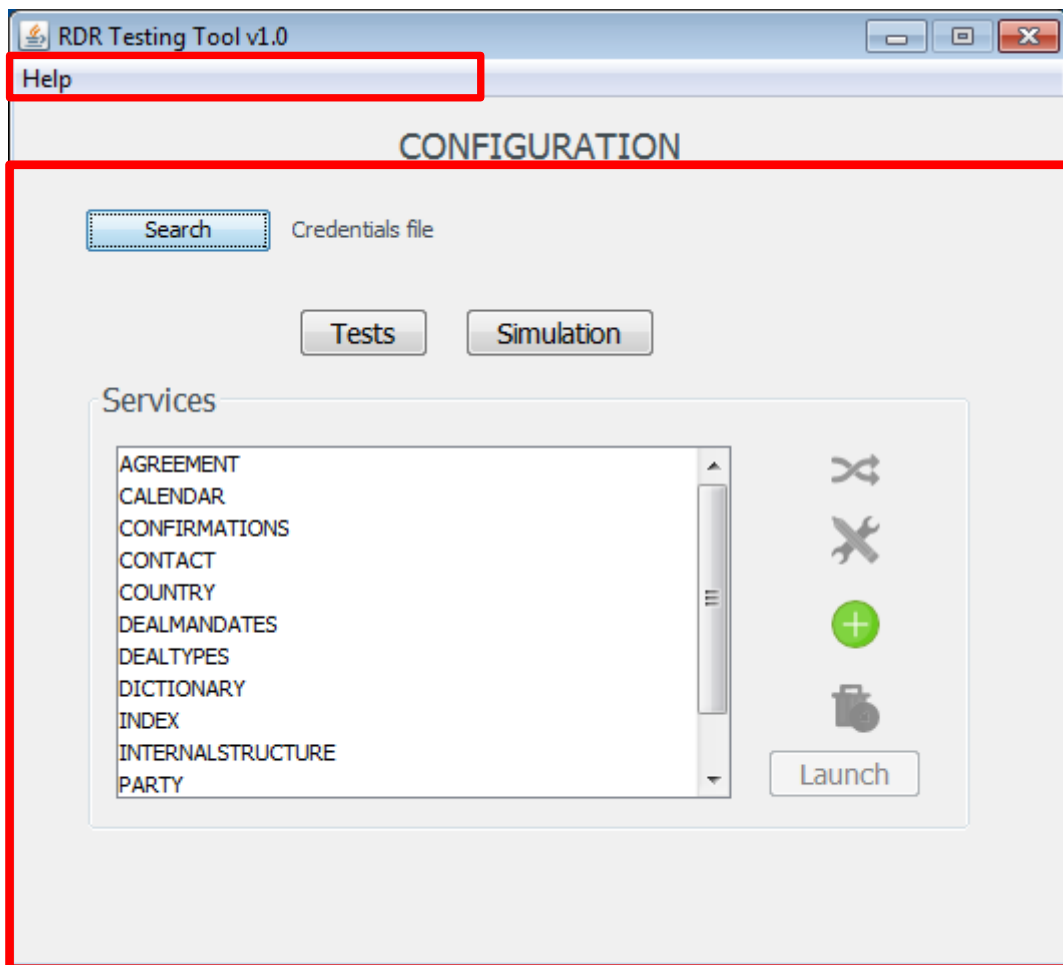 RDR Testing Tool v1.0
Help
CONFIGURATION
Search Credentials file
Tests Simulation
Services
AGREEMENT
CALENDAR
CONFIRMATIONS
CONTACT
COUNTRY
DEALMANDATES
DEALTYPES
DICTIONARY
INDEX
INTERNALSTRUCTURE
PARTY
Launch